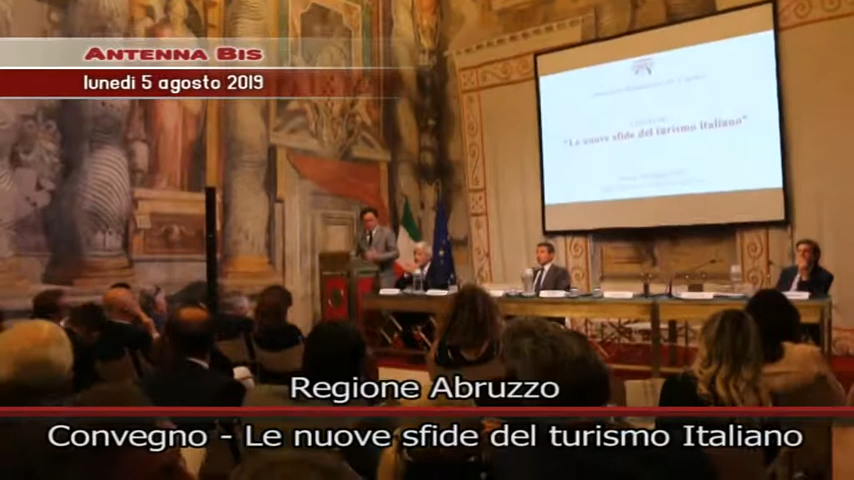 Antenna Bis
lunedì 5 agosto 2019
"Le nuove sfide del turismo italiano"
Regione Abruzzo
Convegno - Le nuove sfide del turismo Italiano